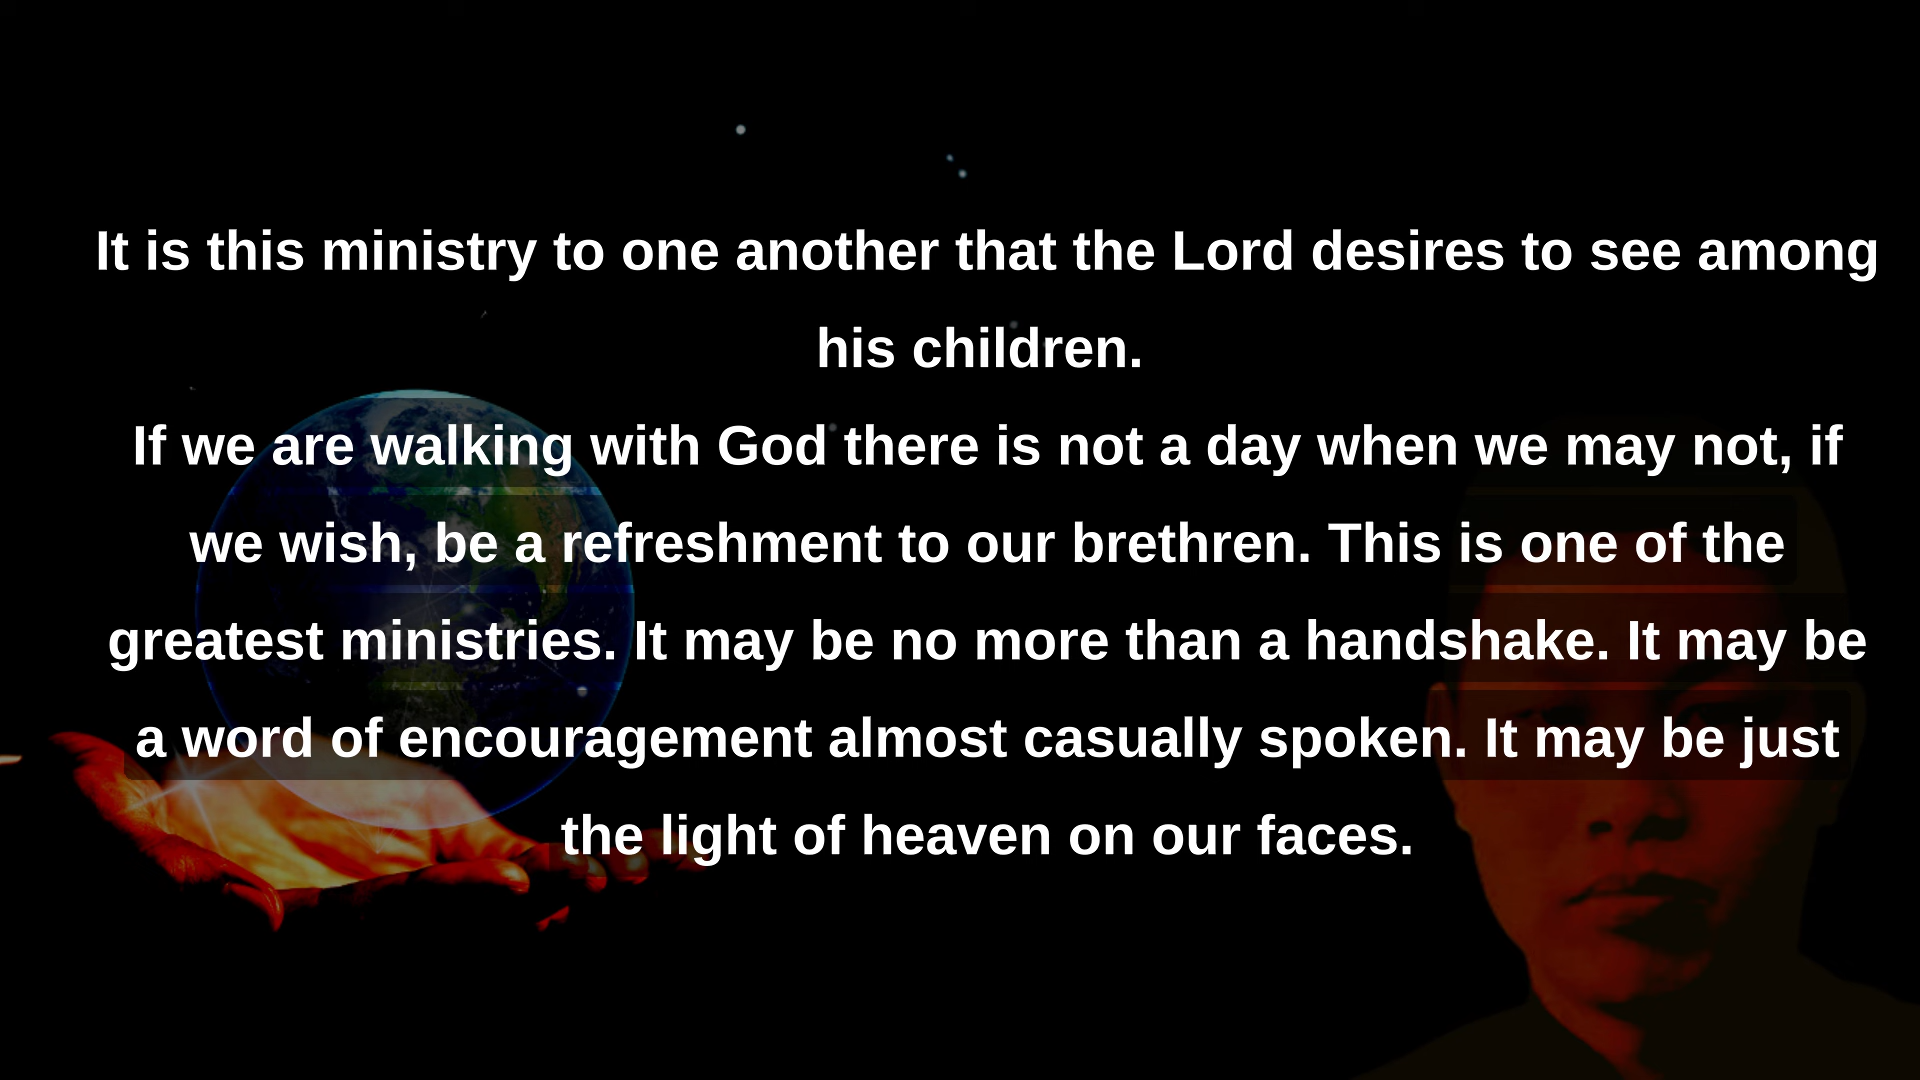 It is this ministry to one another that the Lord desires to see among
his children.
If we are walking with God there is not a day when we may not, if
we wish, be a refreshment to our brethren. This is one of the
greatest ministries. It may be no more than a handshake. It may be
a word of encouragement almost casually spoken. It may be just
the light of heaven on our faces.